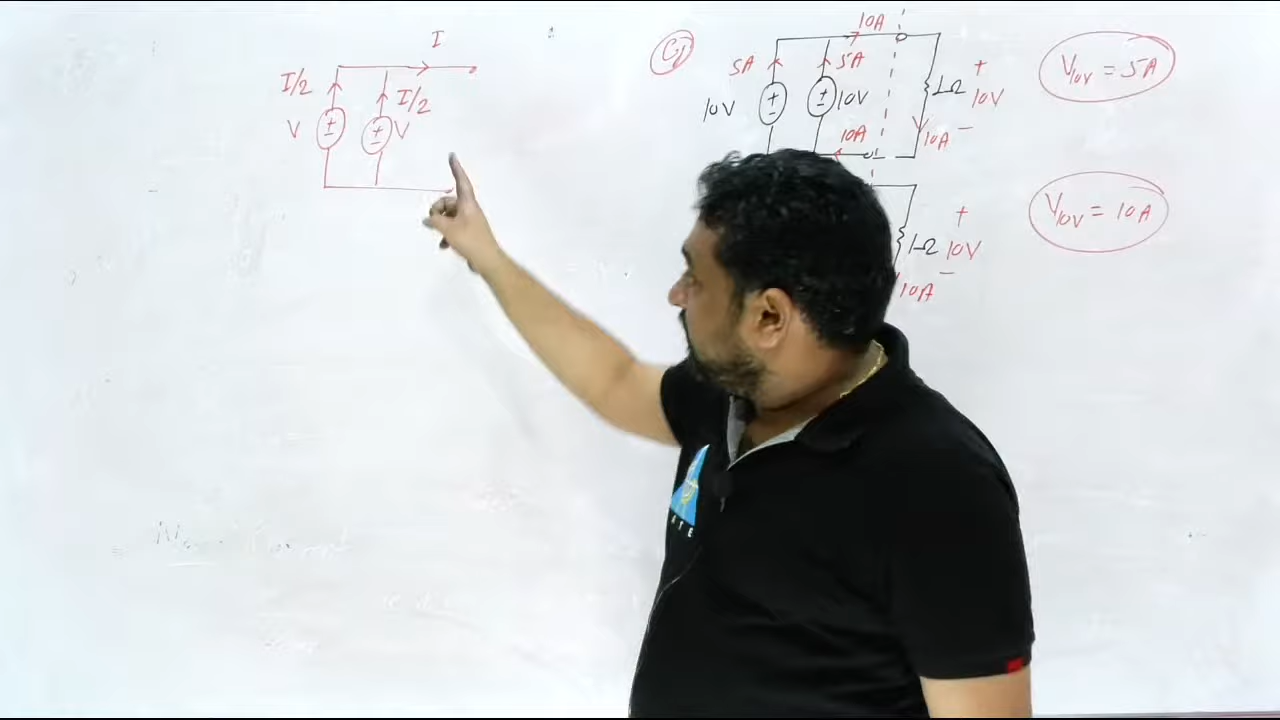 I
I/2
I/2
V
V
10A
5A
5A
10V
10V
1Ω
+
10V
−
10A
10A
V10V = 5A
1Ω
+
10V
−
10A
V10V = 10A